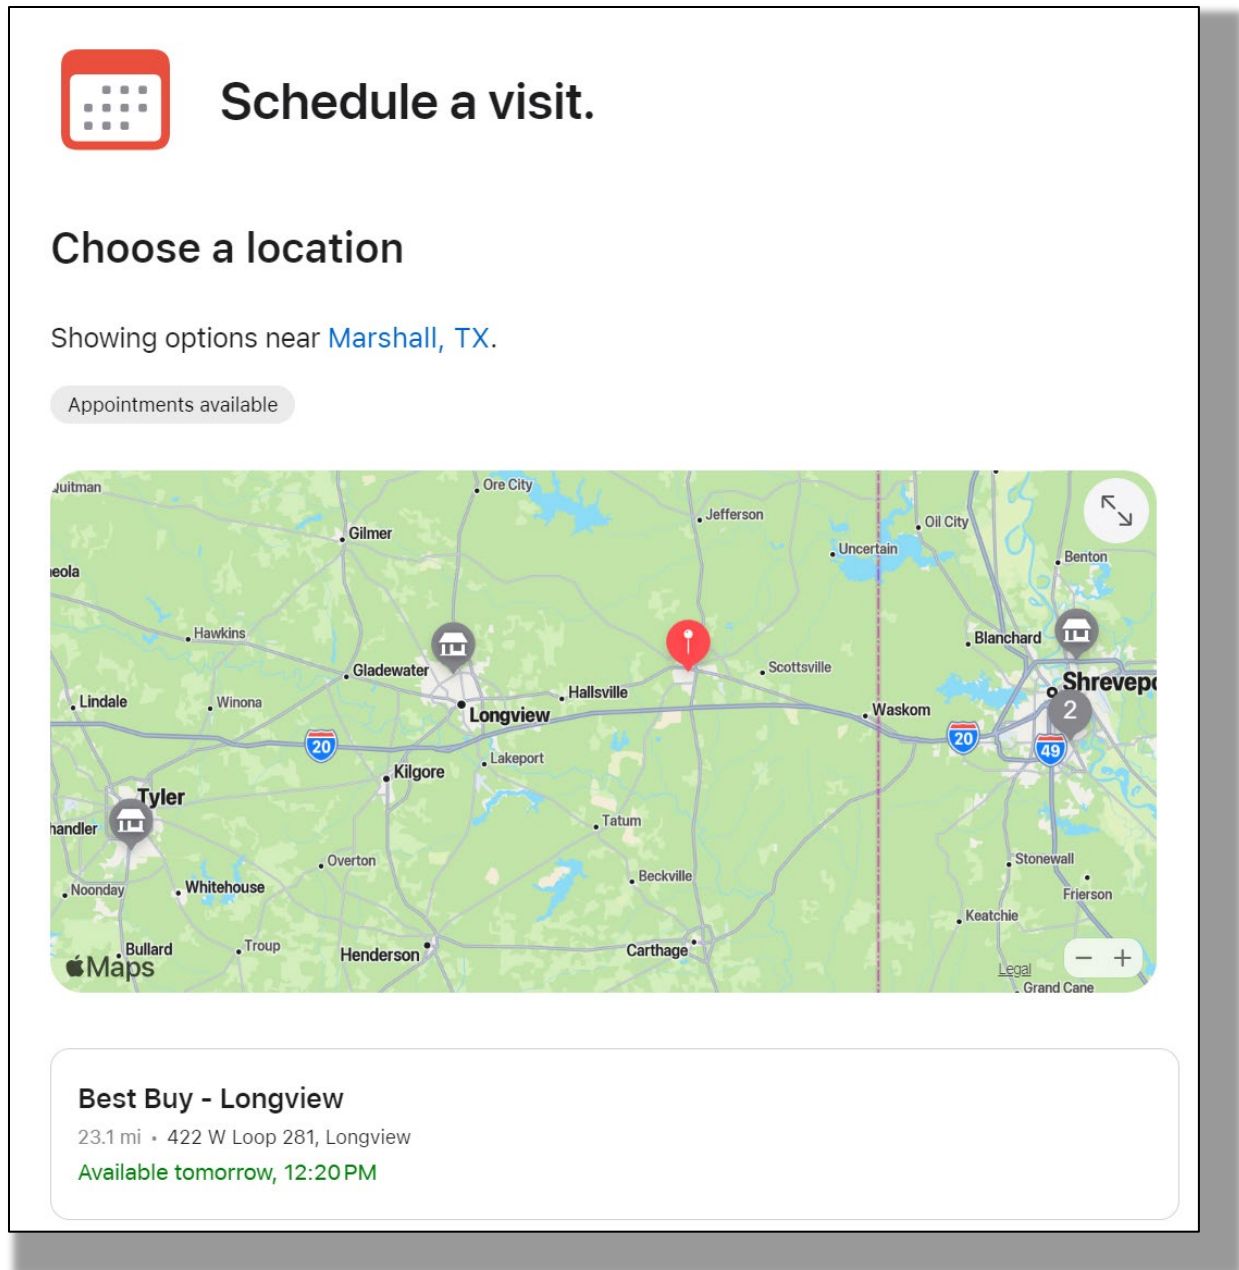 Schedule a visit.
Choose a location
Showing options near Marshall, TX.
Appointments available
Ore City
Jefferson
Oil City
Gilmer
Uncertain
Benton
Hawkins
Blanchard
Gladewater
Scottsville
Hallsville
Lindale
Winona
Longview
Waskom
2
20
20
49
Lakeport
Kilgore
Tyler
Tatum
Overton
Stonewall
Beckville
Noonday
Whitehouse
Frierson
Keatchie
Bullard
Troup
Henderson
Carthage
Maps
Legal
− +
Grand Cane
Best Buy - Longview
23.1 mi • 422 W Loop 281, Longview
Available tomorrow, 12:20 PM